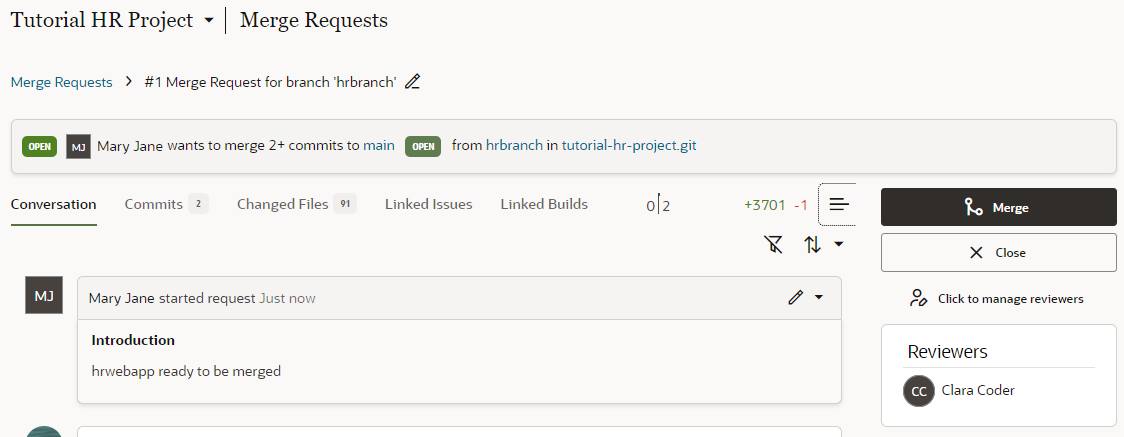 Tutorial HR Project Merge Requests
Merge Requests > #1 Merge Request for branch 'hrbranch'
OPEN MJ Mary Jane wants to merge 2+ commits to main OPEN from hrbranch in tutorial-hr-project.git
Conversation Commits 2 Changed Files 91 Linked Issues Linked Builds 0|2 +3701 -1
Merge
Close
Click to manage reviewers
MJ Mary Jane started request Just now
Introduction
hrwebapp ready to be merged
Reviewers
CC Clara Coder